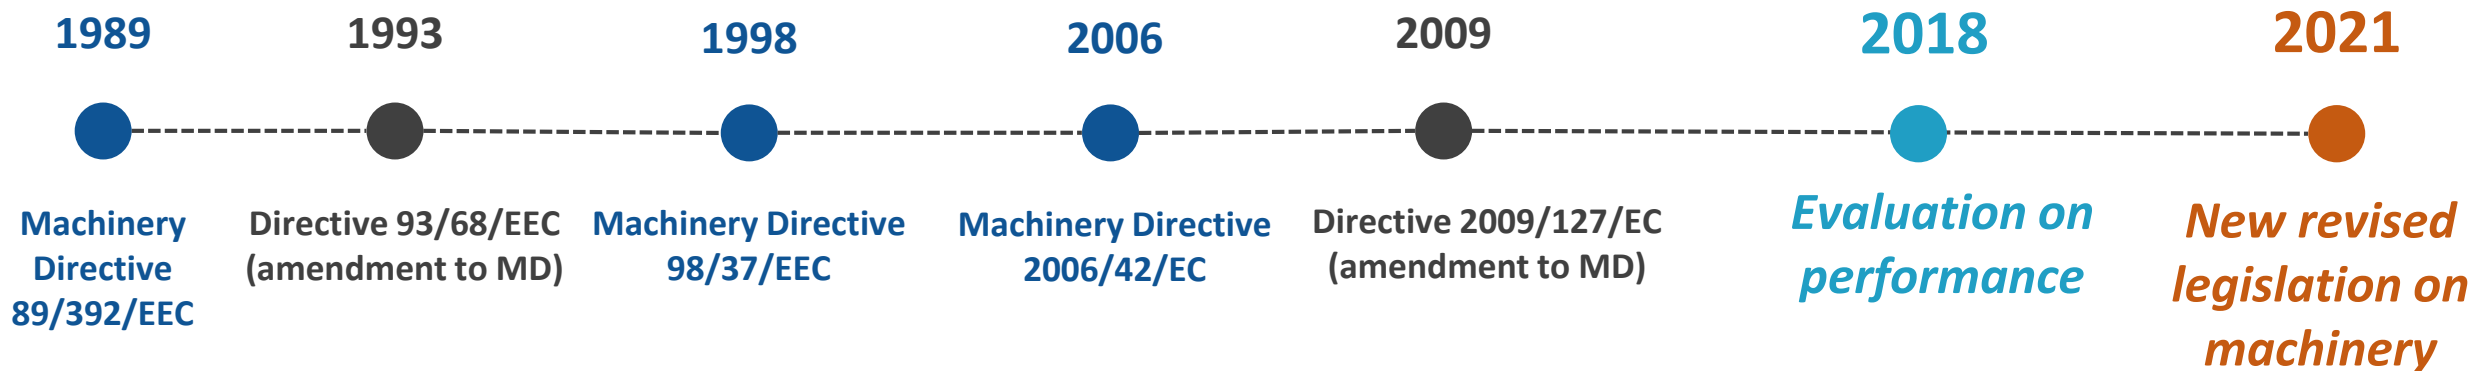 1989
Machinery
Directive
89/392/EEC
1993
Directive 93/68/EEC
(amendment to MD)
1998
Machinery Directive
98/37/EEC
2006
Machinery Directive
2006/42/EC
2009
Directive 2009/127/EC
(amendment to MD)
2018
Evaluation on
performance
2021
New revised
legislation on
machinery